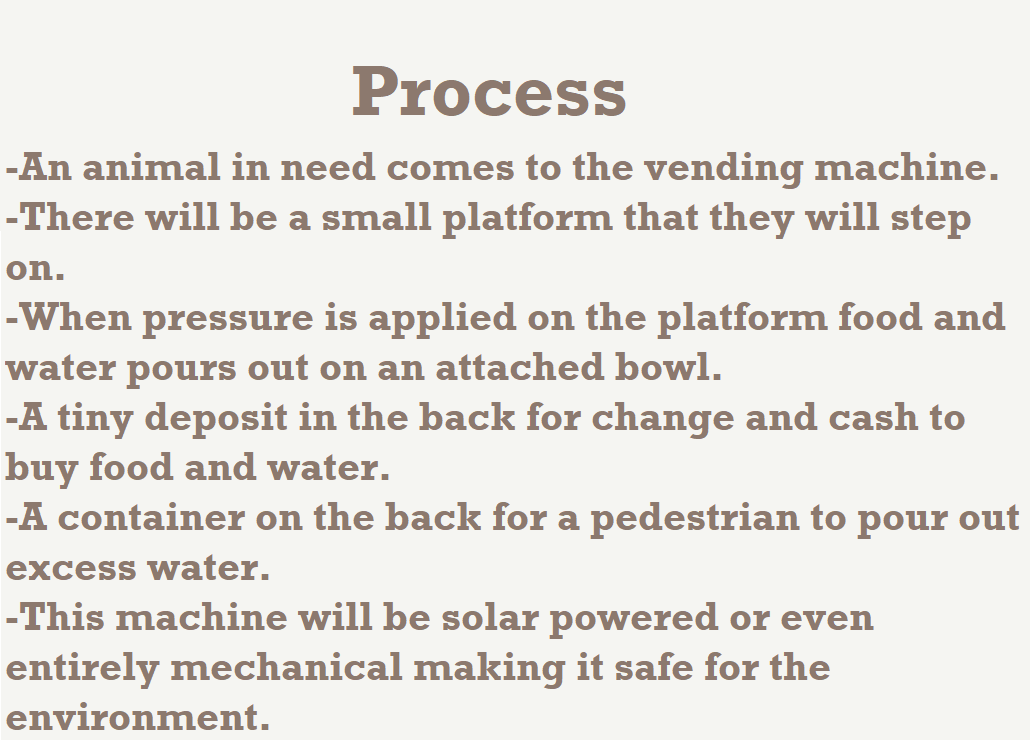 Process
-An animal in need comes to the vending machine.
-There will be a small platform that they will step
on.
-When pressure is applied on the platform food and
water pours out on an attached bowl.
-A tiny deposit in the back for change and cash to
buy food and water.
-A container on the back for a pedestrian to pour out
excess water.
-This machine will be solar powered or even
entirely mechanical making it safe for the
environment.